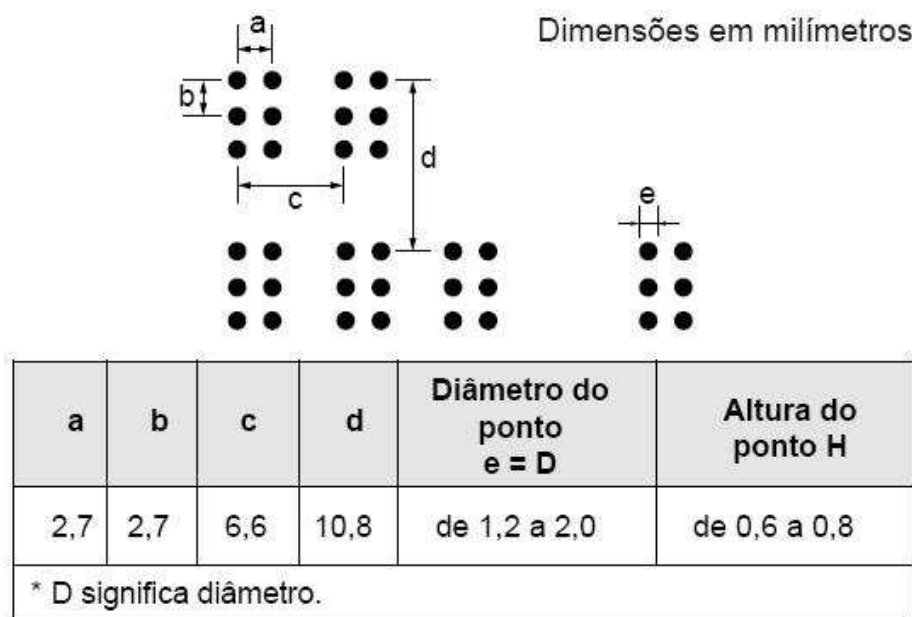 Dimensões em milímetros
a
b
d
c
e
a b c d Diâmetro do ponto e = D Altura do ponto H
2,7 2,7 6,6 10,8 de 1,2 a 2,0 de 0,6 a 0,8
* D significa diâmetro.